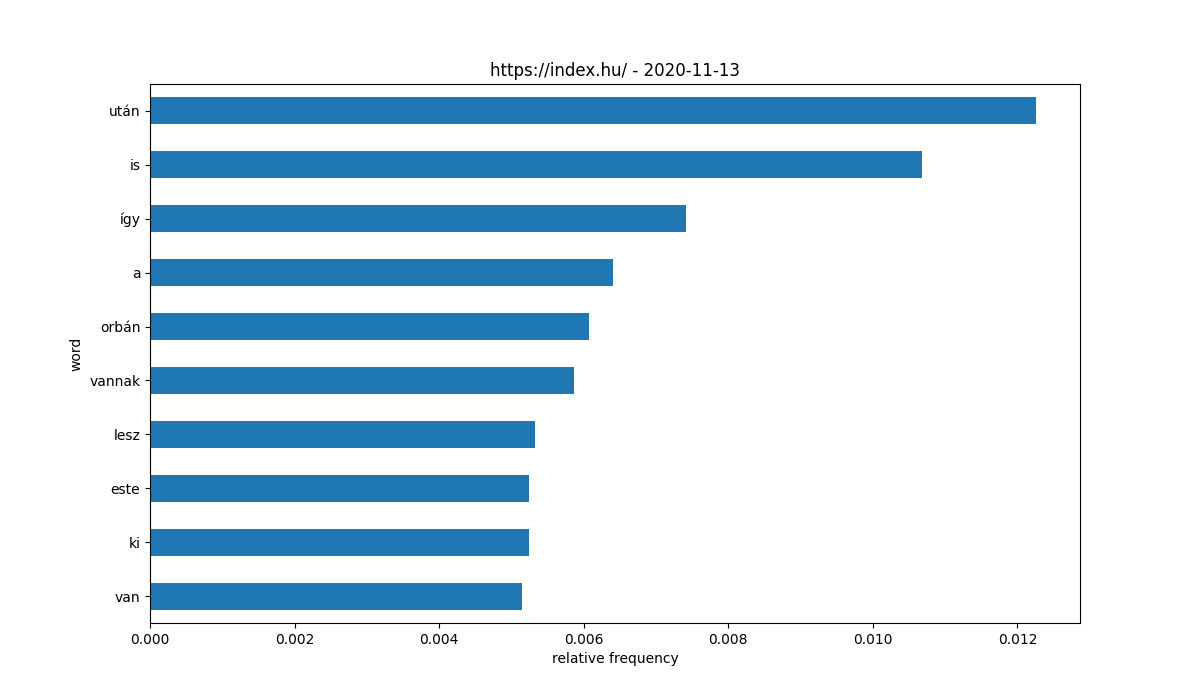 https://index.hu/ - 2020-11-13
után
is
így
a
orbán
vannak
lesz
este
ki
van
word
0.000 0.002 0.004 0.006 0.008 0.010 0.012
relative frequency